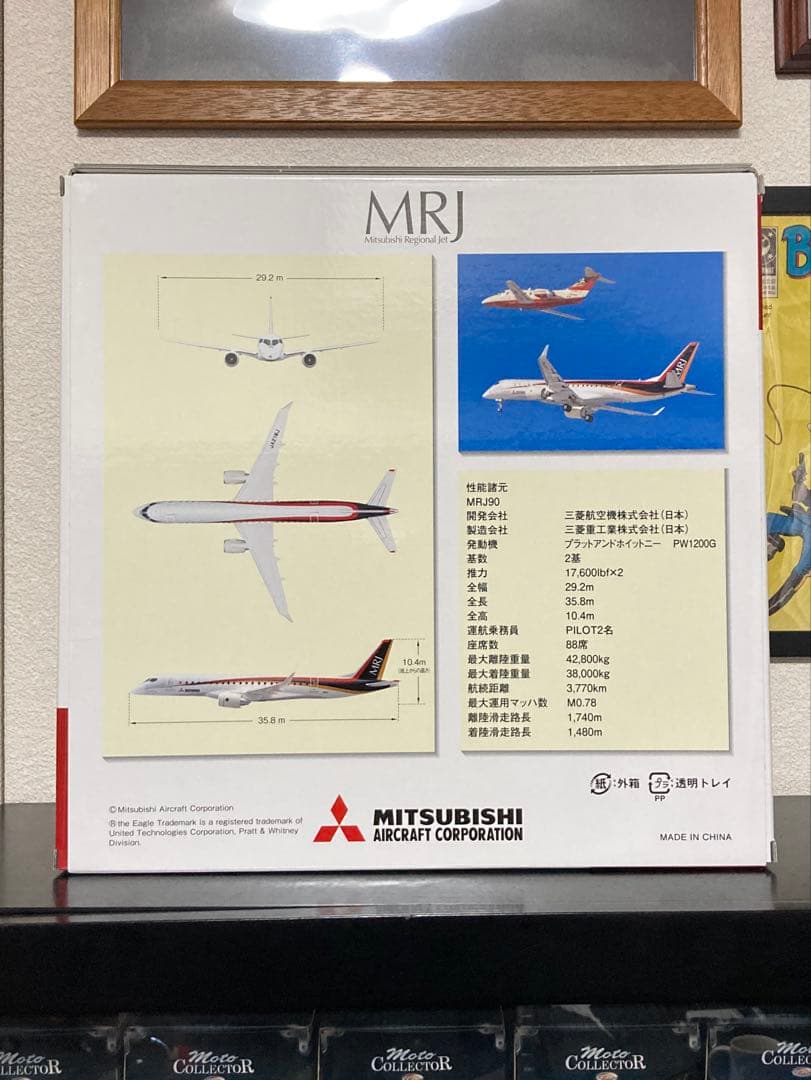 MRJ
Mitsubishi Regional Jet
29.2 m
JA21MJ
MRJ
10.4m
(地上からの高さ)
35.8 m
MRJ
性能諸元
MRJ90
開発会社 三菱航空機株式会社(日本)
製造会社 三菱重工業株式会社(日本)
発動機 プラットアンドホイットニー PW1200G
基数 2基
推力 17,600lbf×2
全幅 29.2m
全長 35.8m
全高 10.4m
運航乗務員 PILOT2名
座席数 88席
最大離陸重量 42,800kg
最大着陸重量 38,000kg
航続距離 3,770km
最大運用マッハ数 M0.78
離陸滑走路長 1,740m
着陸滑走路長 1,480m
紙:外箱 プラ:透明トレイ
PP
©Mitsubishi Aircraft Corporation
®the Eagle Trademark is a registered trademark of
United Technologies Corporation, Pratt & Whitney
Division.
MITSUBISHI
AIRCRAFT CORPORATION
MADE IN CHINA
B
Moto
COLLECTOR
Moto
COLLECTOR
Moto
COLLECTOR
Moto
COLLECTOR
Moto
COLLECTOR